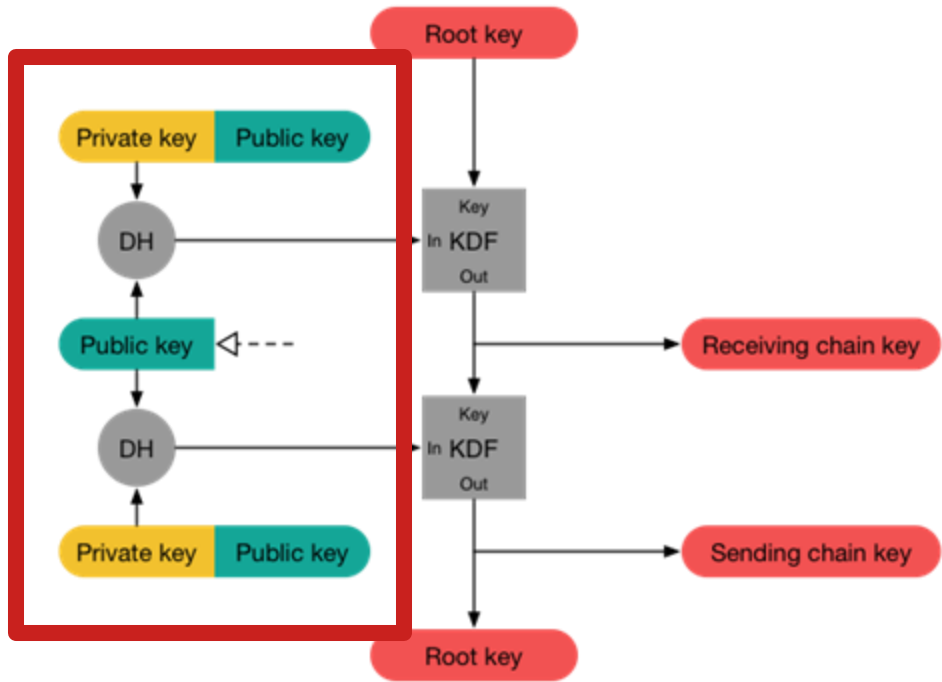 Root key
Private key Public key
Key
DH
In KDF
Out
Public key
Receiving chain key
Key
DH
In KDF
Out
Private key Public key
Sending chain key
Root key